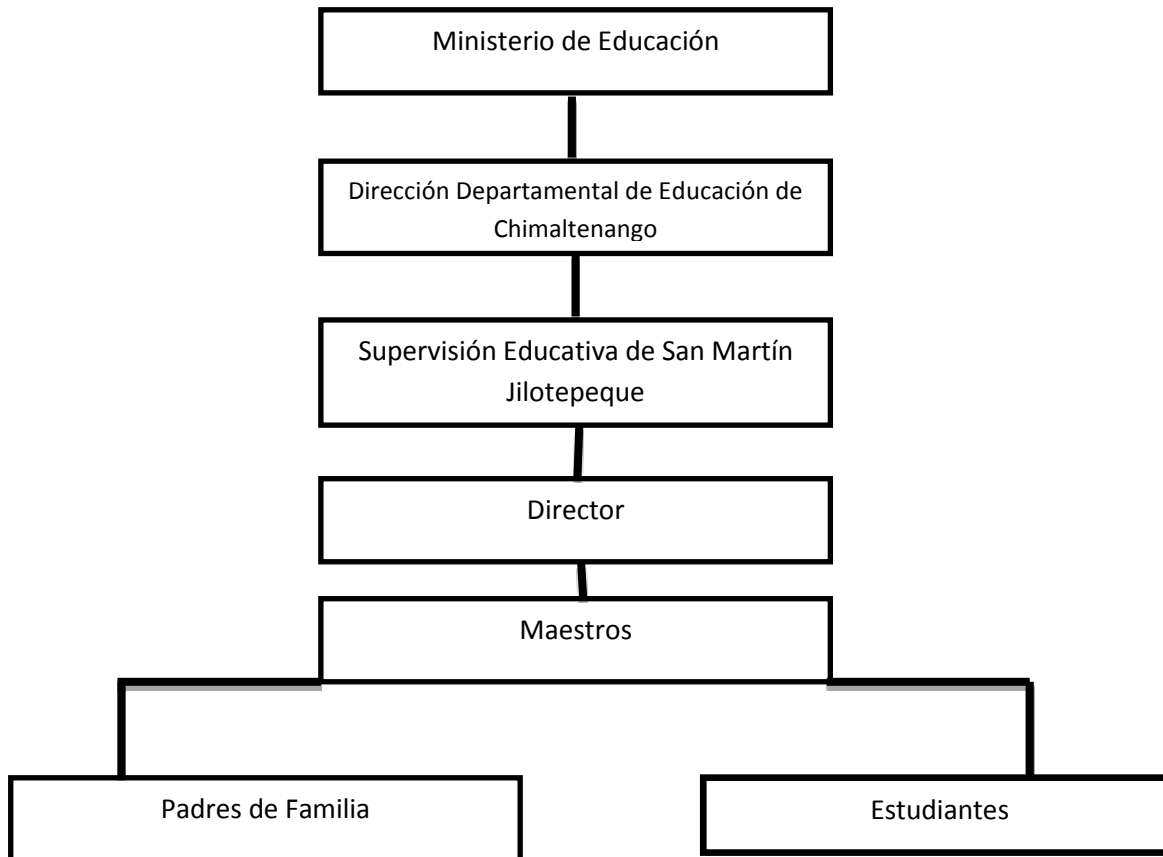 Ministerio de Educación
Dirección Departamental de Educación de
Chimaltenango
Supervisión Educativa de San Martín
Jilotepeque
Director
Maestros
Padres de Familia
Estudiantes